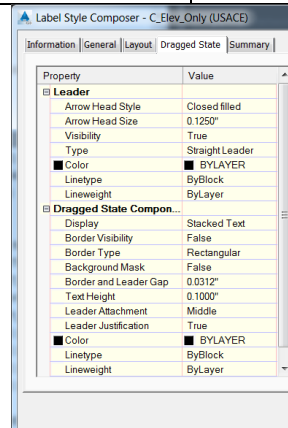 Label Style Composer - C_Elev_Only (USACE)
Information General Layout Dragged State Summary
Property Value
Leader
Arrow Head Style Closed filled
Arrow Head Size 0.1250"
Visibility True
Type Straight Leader
Color BYLAYER
Linetype ByBlock
Lineweight ByLayer
Dragged State Compon...
Display Stacked Text
Border Visibility False
Border Type Rectangular
Background Mask False
Border and Leader Gap 0.0312"
Text Height 0.1000"
Leader Attachment Middle
Leader Justification True
Color BYLAYER
Linetype ByBlock
Lineweight ByLayer